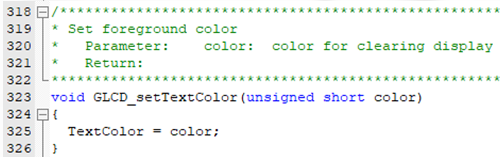 318 /*******************************************************
319 * Set foreground color
320 *   Parameter:    color:  color for clearing display
321 *   Return:
322 ********************************************************
323 void GLCD_setTextColor(unsigned short color)
324 {
325   TextColor = color;
326 }